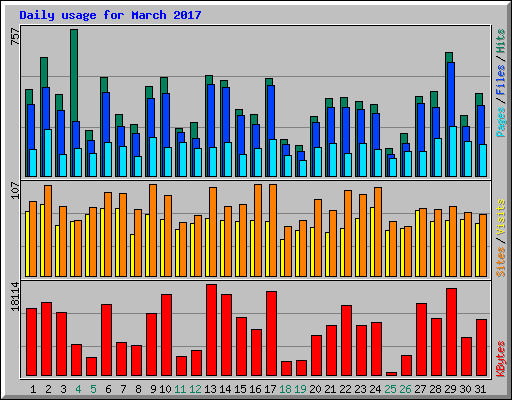 Daily usage for March 2017
757
Pages/Files/Hits
107
Sites/Visits
18114
KBytes
1 2 3 4 5 6 7 8 9 10 11 12 13 14 15 16 17 18 19 20 21 22 23 24 25 26 27 28 29 30 31